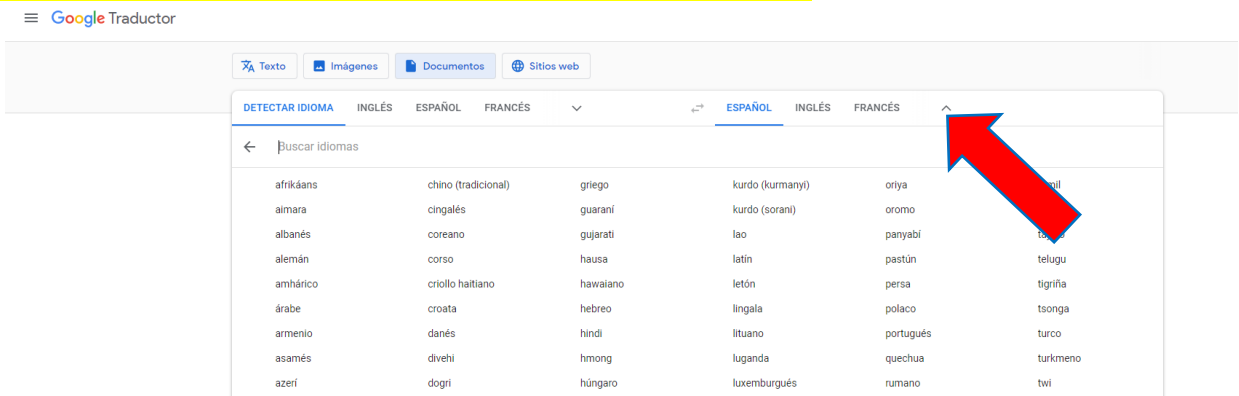 Google Traductor
Texto Imágenes Documentos Sitios web
DETECTAR IDIOMA INGLÉS ESPAÑOL FRANCÉS ESPAÑOL INGLÉS FRANCÉS
Buscar idiomas
afrikáans chino (tradicional) griego kurdo (kurmanyi) oriya
aimara cingalés guaraní kurdo (sorani) oromo
albanés coreano gujarati lao panyabí
alemán corso hausa latín pastún telugu
amhárico criollo haitiano hawaiano letón persa tigriña
árabe croata hebreo lingala polaco tsonga
armenio danés hindi lituano portugués turco
asamés divehi hmong luganda quechua turkmeno
azerí dogri húngaro luxemburgués rumano twi